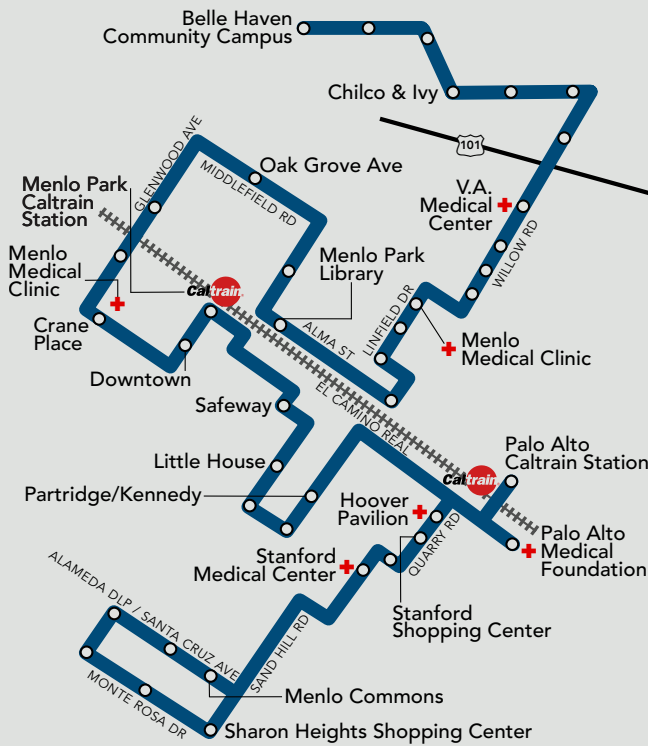 Belle Haven
Community Campus
Chilco & Ivy
101
GLENWOOD AVE
MIDDLEFIELD RD
Oak Grove Ave
Menlo Park
Caltrain
Station
V.A.
Medical
Center
WILLOW RD
Menlo
Medical
Clinic
Caltrain
Menlo Park
Library
LINFIELD DR
Crane
Place
ALMA ST
Menlo
Medical Clinic
Downtown
EL CAMINO REAL
Safeway
Little House
Palo Alto
Caltrain Station
Caltrain
Partridge/Kennedy
Hoover
Pavilion
QUARRY RD
Palo Alto
Medical
Foundation
Stanford
Medical Center
ALAMEDA DLP / SANTA CRUZ AVE
SAND HILL RD
Stanford
Shopping Center
MONTE ROSA DR
Menlo Commons
Sharon Heights Shopping Center